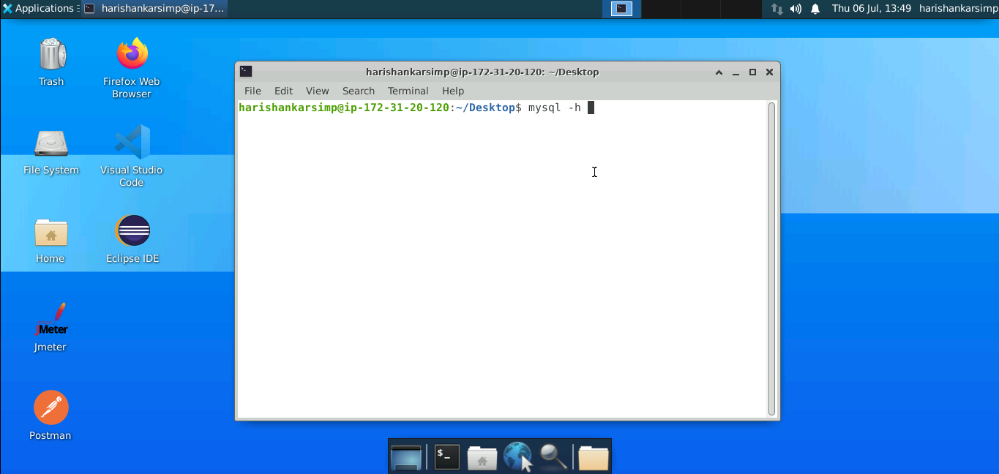 Applications
harishankarsimp@ip-17...
Thu 06 Jul, 13:49
harishankarsimp
Trash
Firefox Web
Browser
File System
Visual Studio
Code
Home
Eclipse IDE
JMeter
Jmeter
Postman
harishankarsimp@ip-172-31-20-120: ~/Desktop
File Edit View Search Terminal Help
harishankarsimp@ip-172-31-20-120:~/Desktop$ mysql -h
$_